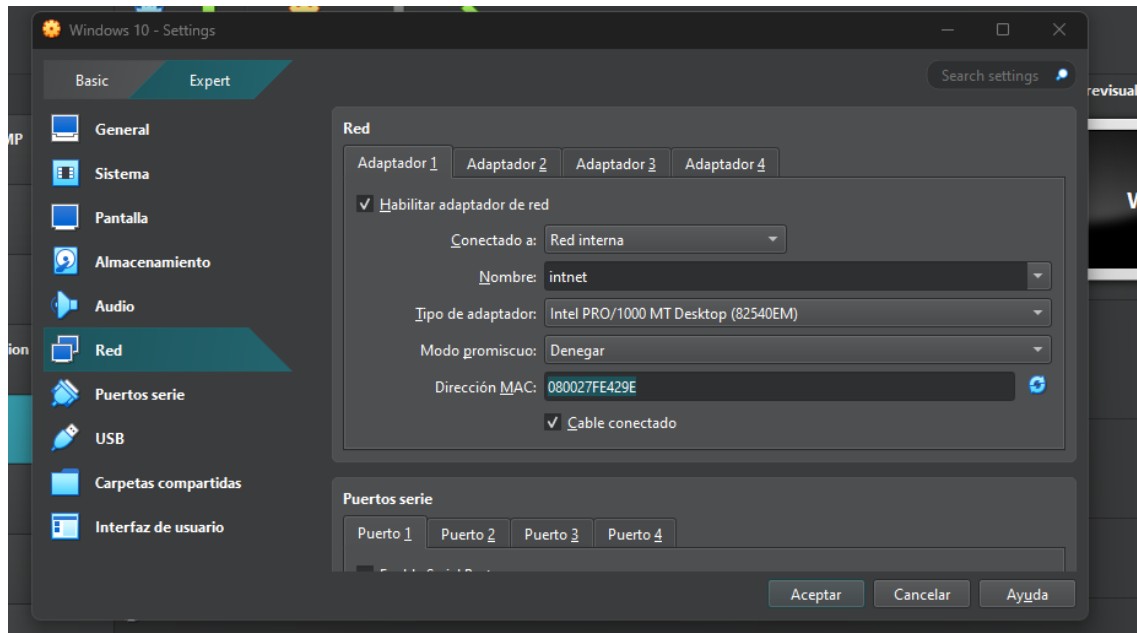 Windows 10 - Settings
Basic Expert Search settings
revisual
MP
General
Sistema
Pantalla
Almacenamiento
Audio
ion
Red
Puertos serie
USB
Carpetas compartidas
Interfaz de usuario
Red
Adaptador 1 Adaptador 2 Adaptador 3 Adaptador 4
Habilitar adaptador de red
Conectado a: Red interna
Nombre: intnet
Tipo de adaptador: Intel PRO/1000 MT Desktop (82540EM)
Modo promiscuo: Denegar
Dirección MAC: 080027FE429E
Cable conectado
Puertos serie
Puerto 1 Puerto 2 Puerto 3 Puerto 4
Aceptar Cancelar Ayuda